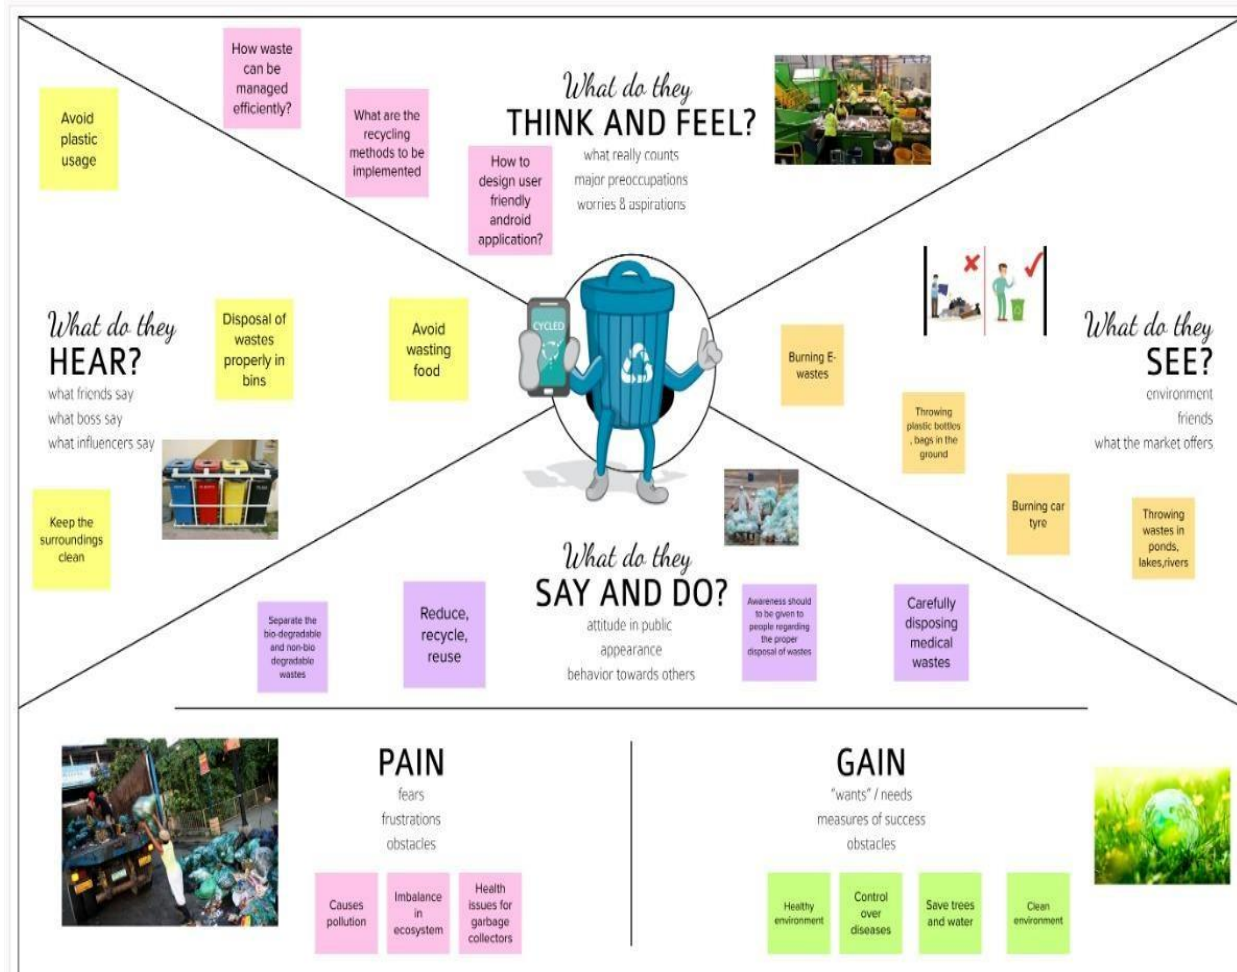 How waste
can be
managed
efficiently?
What are the
recycling
methods to be
implemented
How to
design user
friendly
android
application?
What do they
THINK AND FEEL?
what really counts
major preoccupations
worries & aspirations
Avoid
plastic
usage
What do they
HEAR?
what friends say
what boss say
what influencers say
Disposal of
wastes
properly in
bins
Avoid
wasting
food
Keep the
surroundings
clean
CYCLED
What do they
SEE?
environment
friends
what the market offers
Burning E-
wastes
Throwing
plastic bottles
, bags in the
ground
Burning car
tyre
Throwing
wastes in
ponds,
lakes,rivers
What do they
SAY AND DO?
attitude in public
appearance
behavior towards others
Separate the
bio-degradable
and non-bio
degradable
wastes
Reduce,
recycle,
reuse
Awareness should
to be given to
people regarding
the proper
disposal of wastes
Carefully
disposing
medical
wastes
PAIN
fears
frustrations
obstacles
Causes
pollution
Imbalance
in
ecosystem
Health
issues for
garbage
collectors
GAIN
"wants" / needs
measures of success
obstacles
Healthy
environment
Control
over
diseases
Save trees
and water
Clean
environment